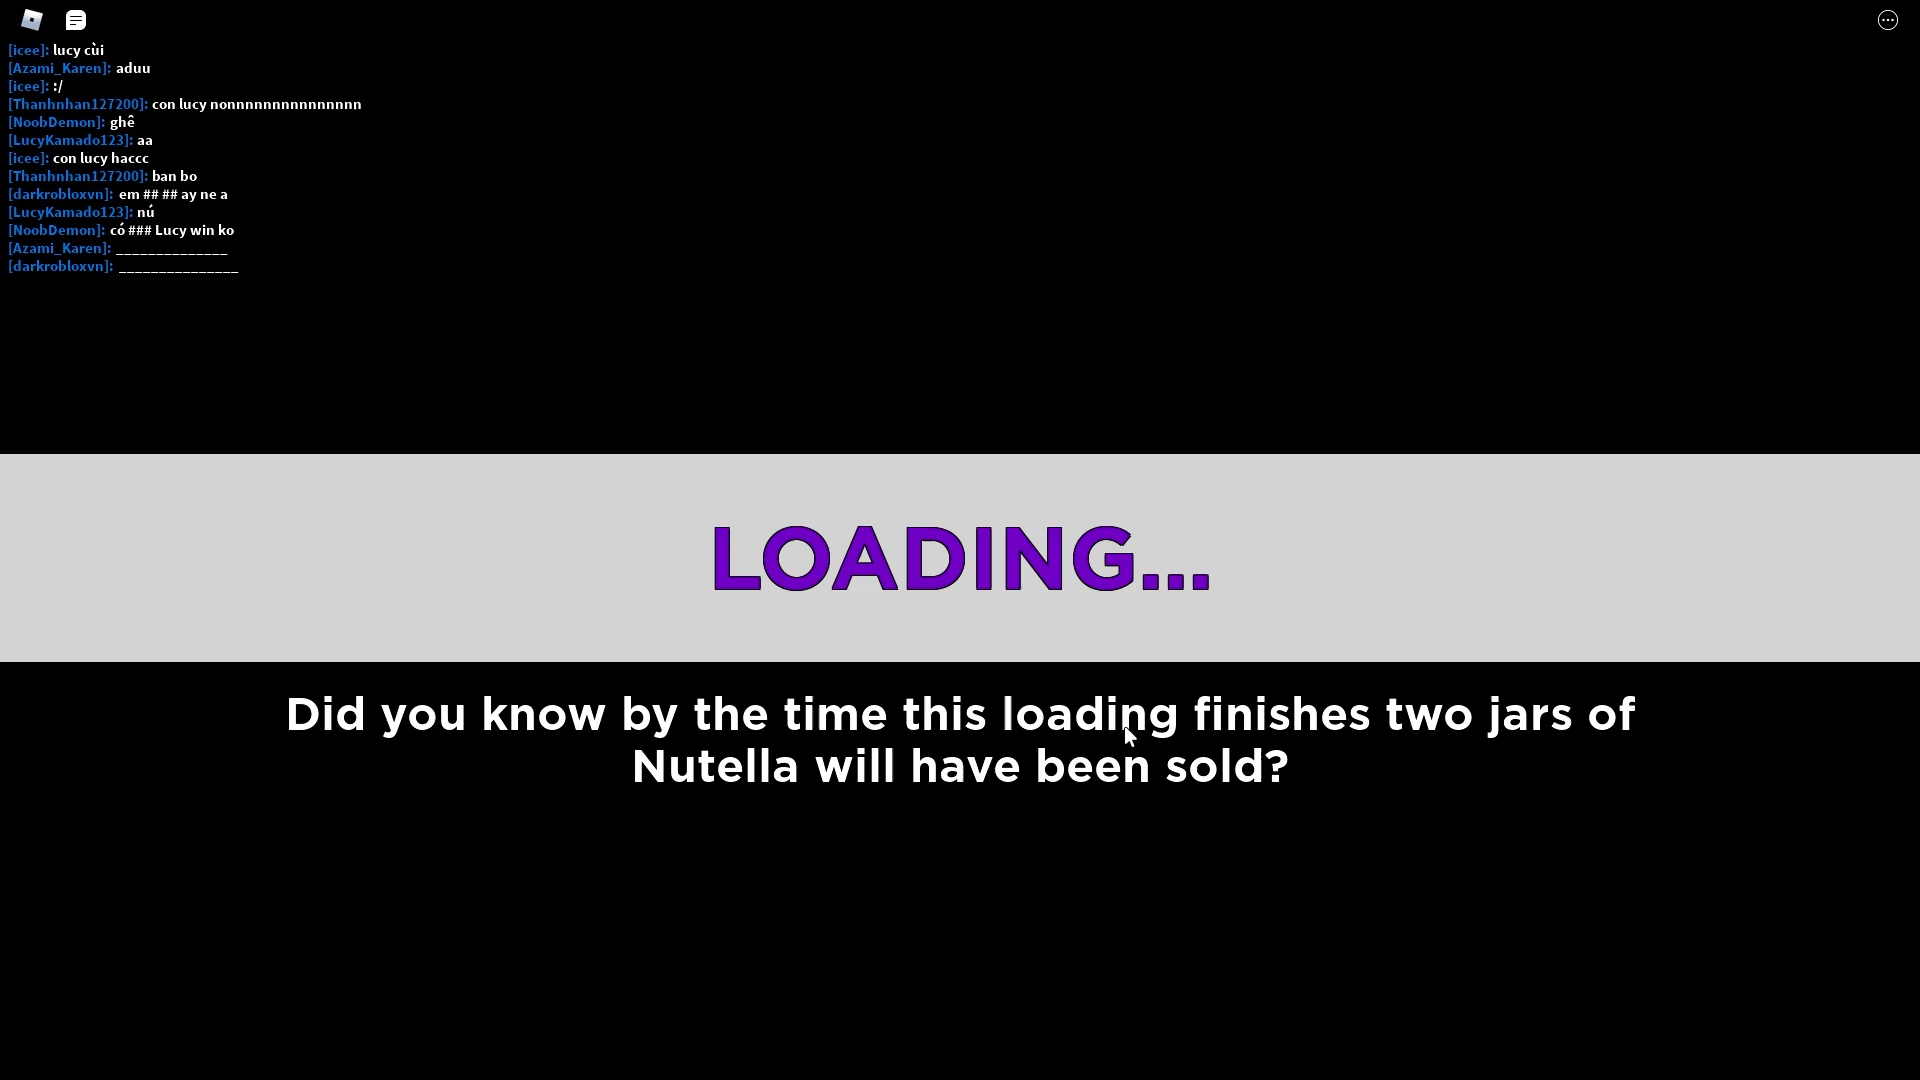 [icee]: lucy cùi
[Azami_Karen]: aduu
[icee]: :/
[Thanhnhan127200]: con lucy nonnnnnnnnnnnnnnn
[NoobDemon]: ghê
[LucyKamado123]: aa
[icee]: con lucy haccc
[Thanhnhan127200]: ban bo
[darkrobloxvn]: em ## ## ay ne a
[LucyKamado123]: nú
[NoobDemon]: có ### Lucy win ko
[Azami_Karen]: ______________
[darkrobloxvn]: _______________
LOADING...
Did you know by the time this loading finishes two jars of
Nutella will have been sold?